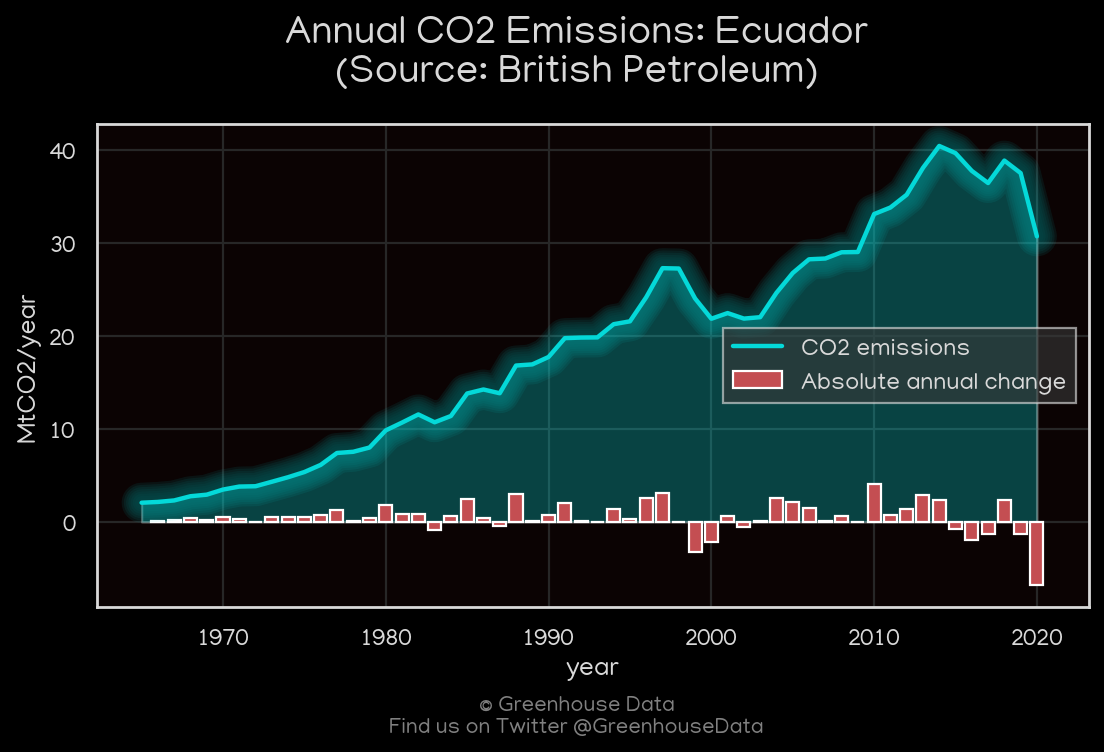 Annual CO2 Emissions: Ecuador
(Source: British Petroleum)
MtCO2/year
40
30
20
10
0
CO2 emissions
Absolute annual change
1970 1980 1990 2000 2010 2020
year
© Greenhouse Data
Find us on Twitter @GreenhouseData